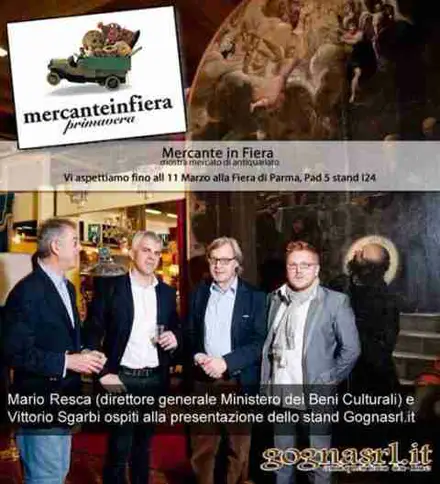 mercanteinfiera
primavera
Mercante in Fiera
mostra mercato di antiquariato
Vi aspettiamo fino all 11 Marzo alla Fiera di Parma, Pad 5 stand I24
Mario Resca (direttore generale Ministero dei Beni Culturali) e
Vittorio Sgarbi ospiti alla presentazione dello stand Gognasrl.it
gognasrl.it